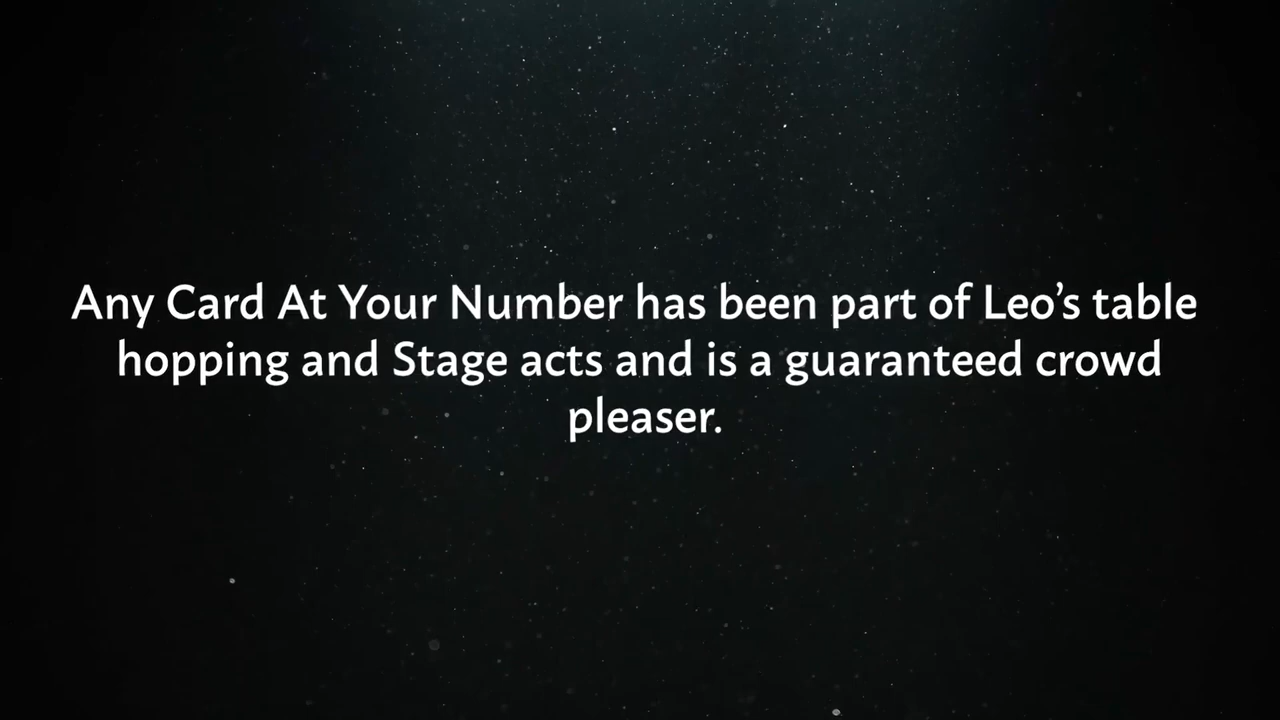 Any Card At Your Number has been part of Leo’s table
hopping and Stage acts and is a guaranteed crowd
pleaser.